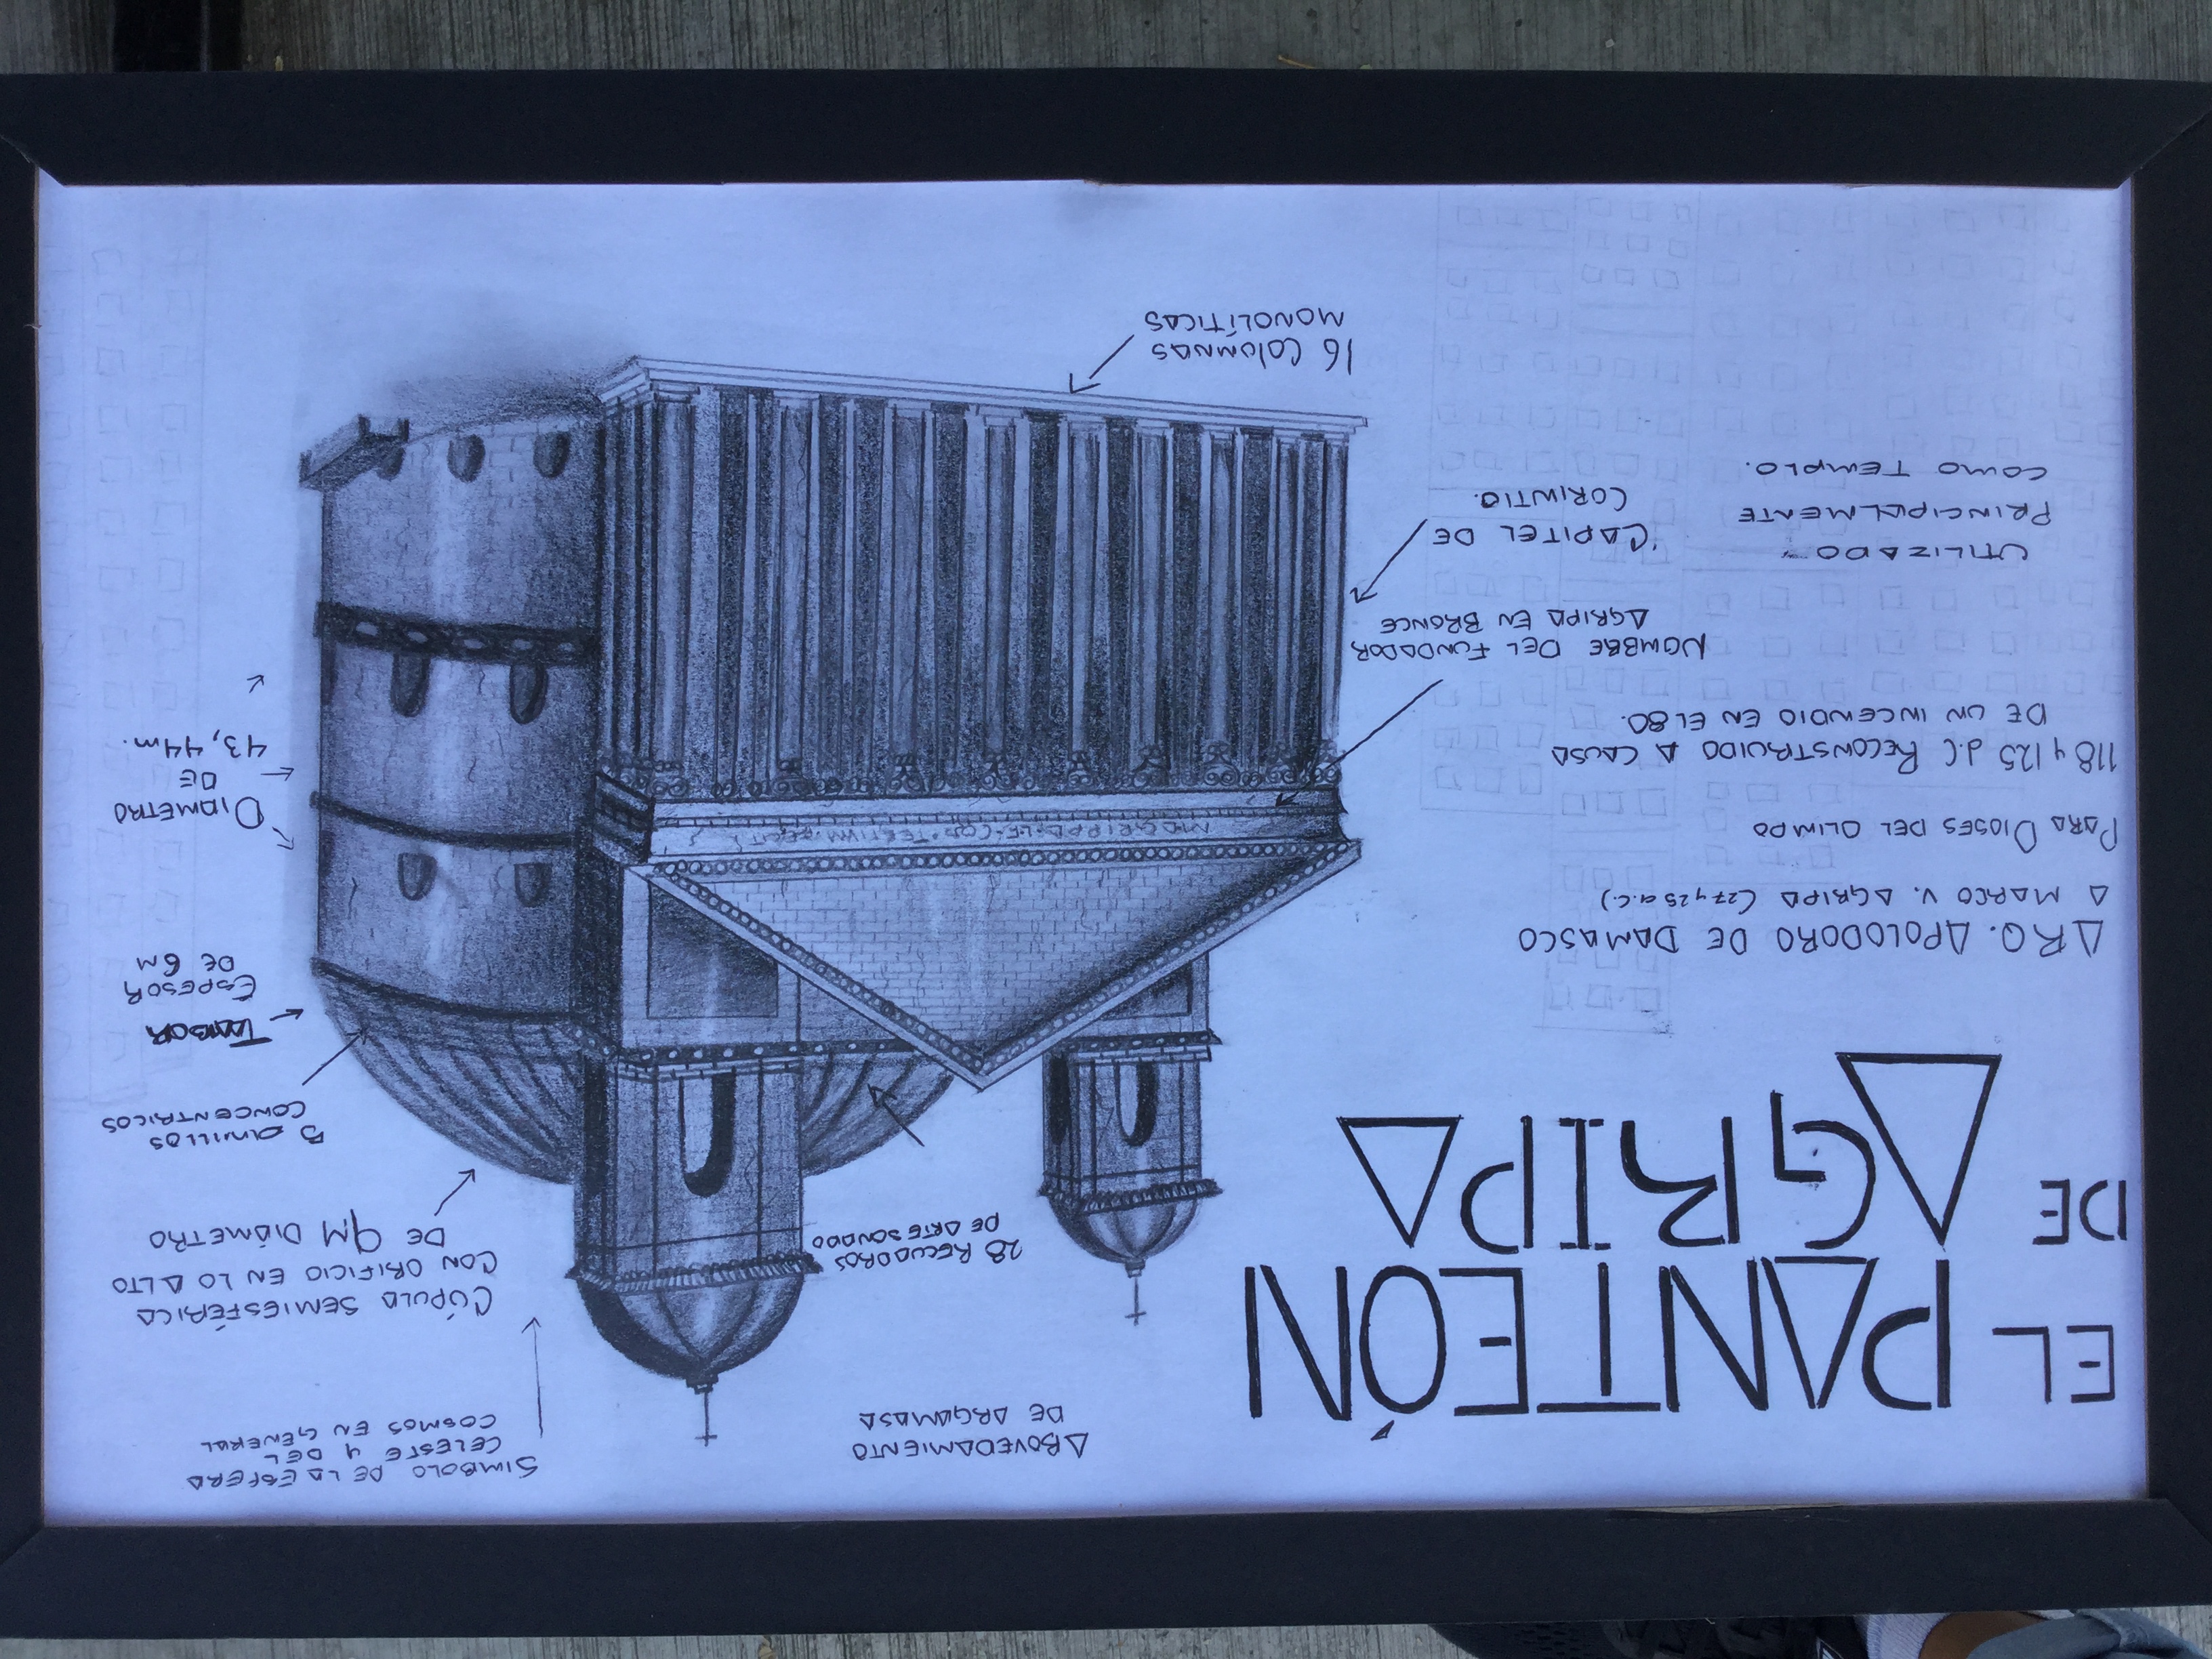 EL PANTEÓN
DE AGRIPA
ARQ. APOLODORO DE DAMASCO
A MARCO V. AGRIPA (27 y 25 a.C.)
PARA DIOSES DEL OLIMPO
118 y 125 d.C RECONSTRUIDO A CAUSA
DE UN INCENDIO EN EL 80.
UTILIZADO
PRINCIPALMENTE
COMO TEMPLO.
NOMBRE DEL FUNDADOR
AGRIPA EN BRONCE
CAPITEL DE
CORINTIO.
16 COLUMNAS
MONOLÍTICAS
ABOVEDAMIENTO
DE ARGAMASA
28 RECUADROS
DE ARTESONADO
SIMBOLO DE LA ESFERA
CELESTE Y DEL
COSMOS EN GENERAL
CÚPULA SEMIESFÉRICA
CON ORIFICIO EN LO ALTO
DE 9M DIÁMETRO
5 ANILLOS
CONCENTRICOS
TAMBOR
ESPESOR
DE 6M
DIAMETRO
DE
43,44m.